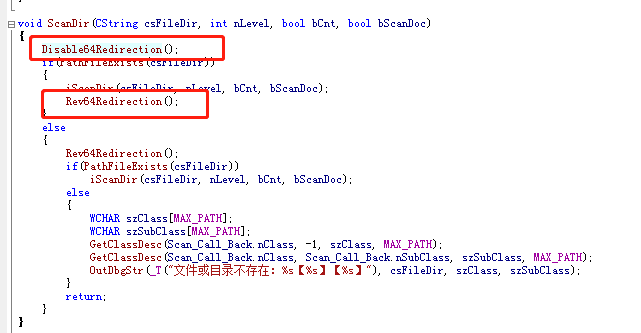 void ScanDir(CString csFileDir, int nLevel, bool bCnt, bool bScanDoc)
{
Disable64Redirection();
if(PathFileExists(csFileDir))
{
iScanDir(csFileDir, nLevel, bCnt, bScanDoc);
Rev64Redirection();
}
else
{
Rev64Redirection();
if(PathFileExists(csFileDir))
iScanDir(csFileDir, nLevel, bCnt, bScanDoc);
else
{
WCHAR szClass[MAX_PATH];
WCHAR szSubClass[MAX_PATH];
GetClassDesc(Scan_Call_Back.nClass, -1, szClass, MAX_PATH);
GetClassDesc(Scan_Call_Back.nClass, Scan_Call_Back.nSubClass, szSubClass, MAX_PATH);
OutDbgStr(_T("文件或目录不存在：%s【%s】【%s】"), csFileDir, szClass, szSubClass);
}
return;
}
}